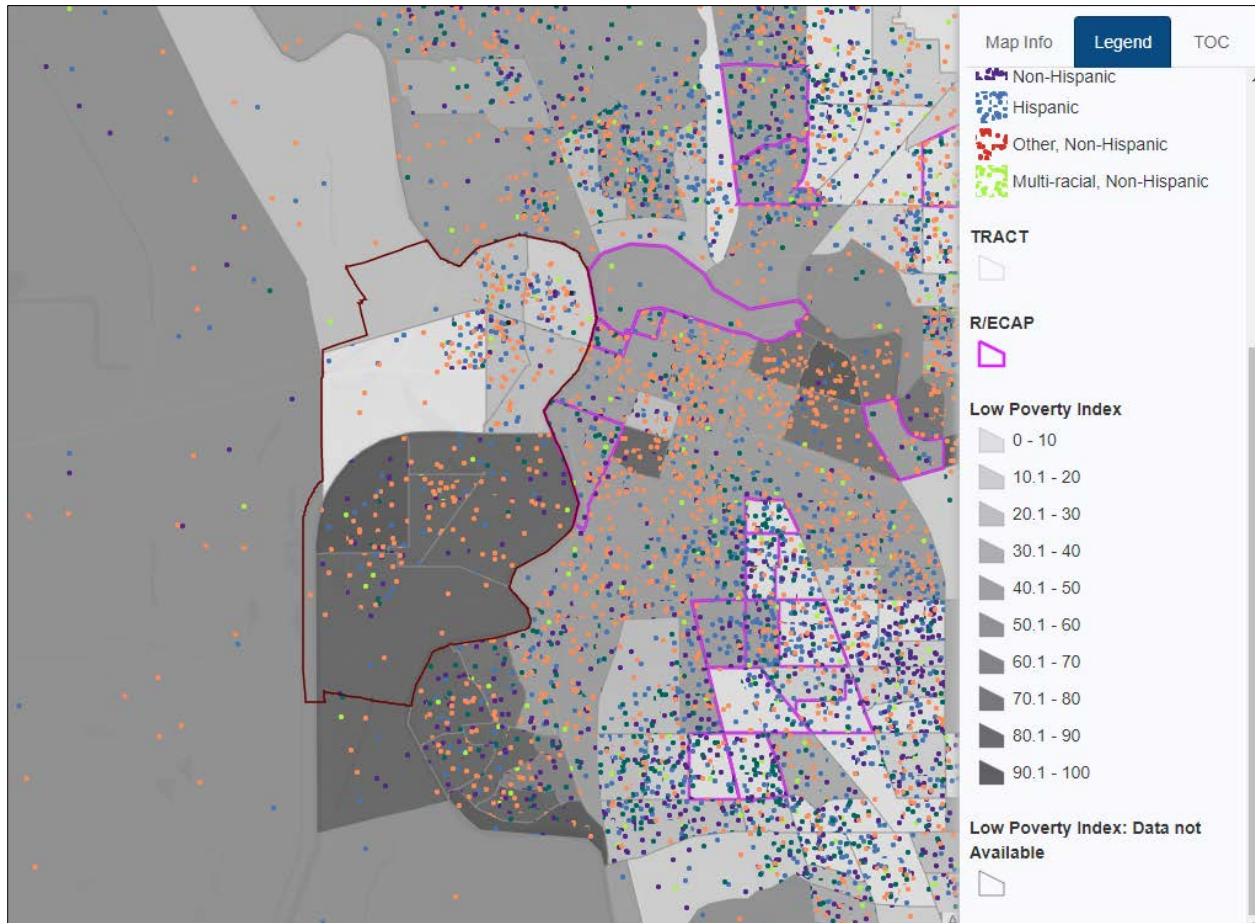 Map Info
Legend
TOC
Non-Hispanic
Hispanic
Other, Non-Hispanic
Multi-racial, Non-Hispanic
TRACT
R/ECAP
Low Poverty Index
0 - 10
10.1 - 20
20.1 - 30
30.1 - 40
40.1 - 50
50.1 - 60
60.1 - 70
70.1 - 80
80.1 - 90
90.1 - 100
Low Poverty Index: Data not
Available